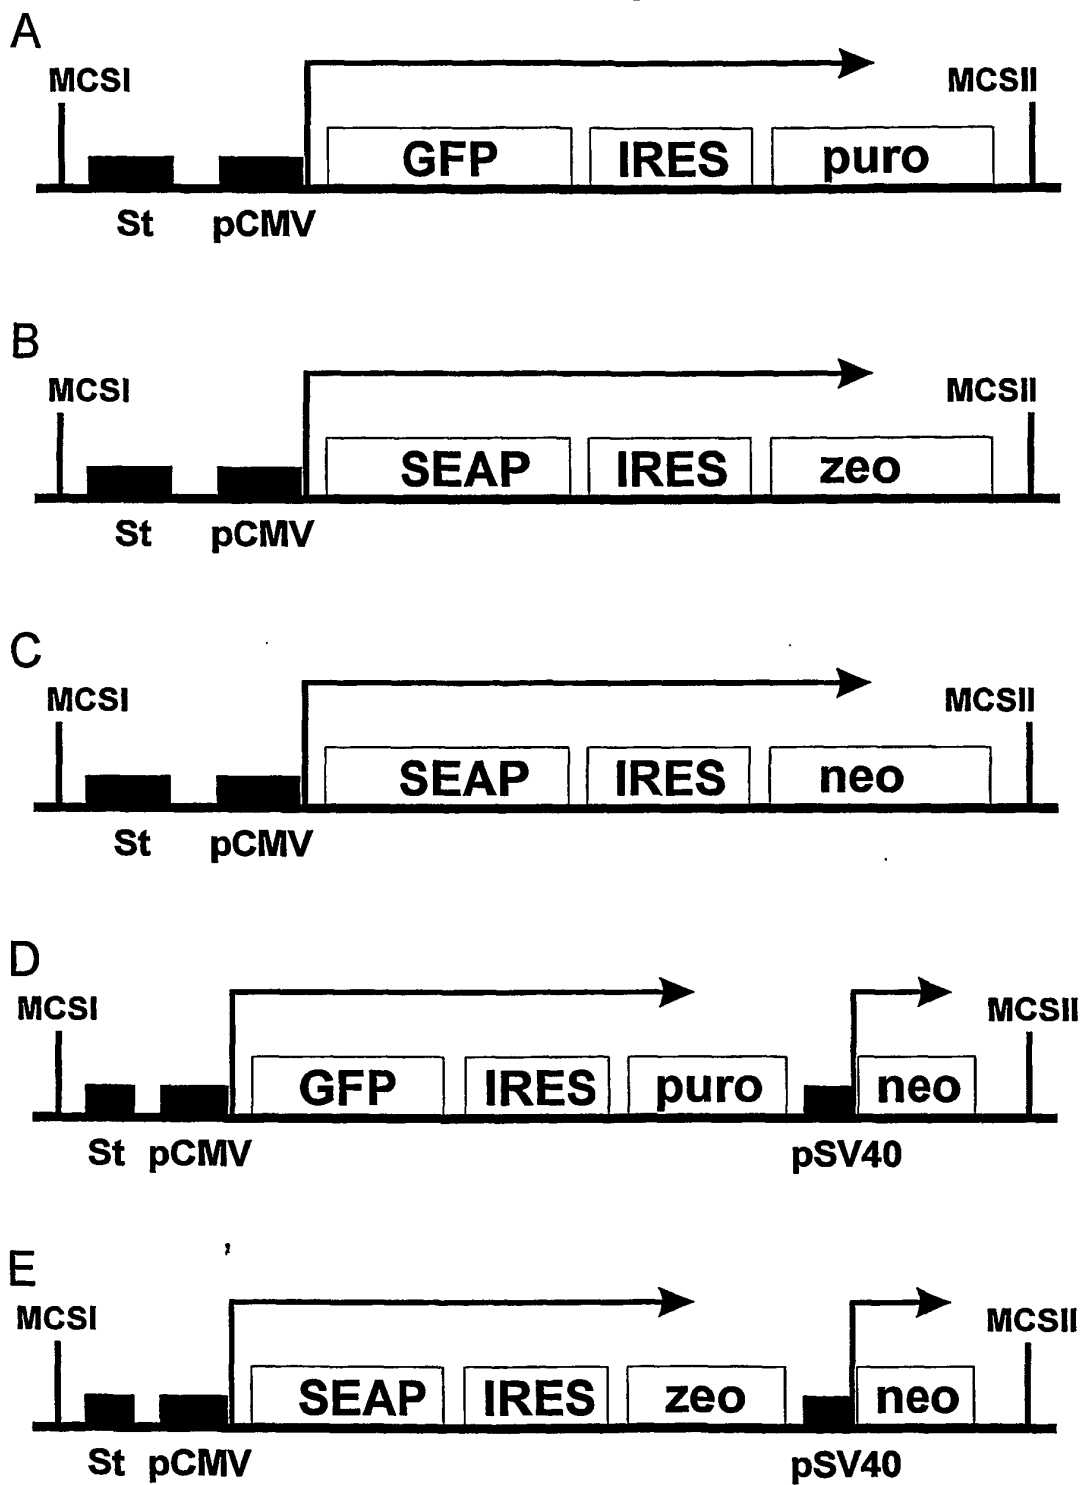 A
MCSI MCSII
GFP IRES puro
St pCMV
B
MCSI MCSII
SEAP IRES zeo
St pCMV
C
MCSI MCSII
SEAP IRES neo
St pCMV
D
MCSI MCSII
GFP IRES puro neo
St pCMV pSV40
E
MCSI MCSII
SEAP IRES zeo neo
St pCMV pSV40